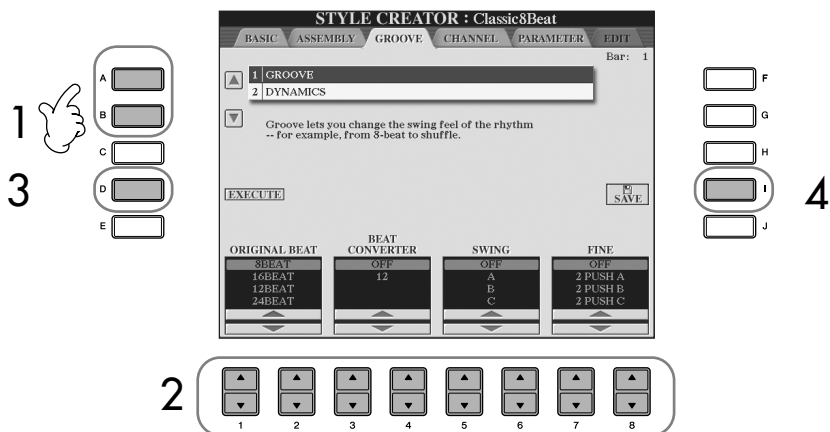 STYLE CREATOR : Classic8Beat
BASIC ASSEMBLY GROOVE CHANNEL PARAMETER EDIT
Bar: 1
1 GROOVE
2 DYNAMICS
Groove lets you change the swing feel of the rhythm
-- for example, from 8-beat to shuffle.
EXECUTE
SAVE
ORIGINAL BEAT
8BEAT
16BEAT
12BEAT
24BEAT
BEAT
CONVERTER
OFF
12
SWING
OFF
A
B
C
FINE
OFF
2 PUSH A
2 PUSH B
2 PUSH C
A
B
C
D
E
F
G
H
I
J
1
3
4
2
1 2 3 4 5 6 7 8